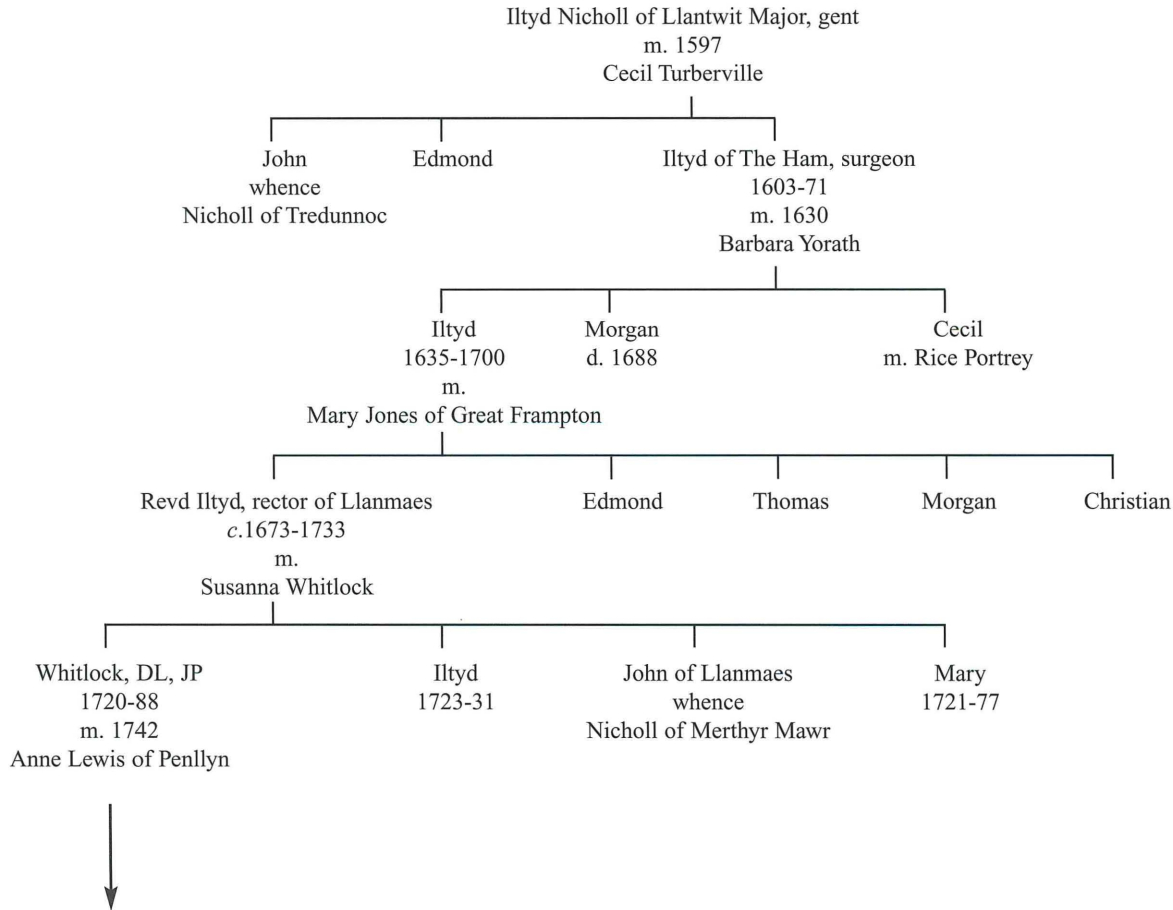 Iltyd Nicholl of Llantwit Major, gent
m. 1597
Cecil Turberville
John
whence
Nicholl of Tredunnoc
Edmond
Iltyd of The Ham, surgeon
1603-71
m. 1630
Barbara Yorath
Iltyd
1635-1700
m.
Mary Jones of Great Frampton
Morgan
d. 1688
Cecil
m. Rice Portrey
Revd Iltyd, rector of Llanmaes
c.1673-1733
m.
Susanna Whitlock
Edmond
Thomas
Morgan
Christian
Whitlock, DL, JP
1720-88
m. 1742
Anne Lewis of Penllyn
Iltyd
1723-31
John of Llanmaes
whence
Nicholl of Merthyr Mawr
Mary
1721-77